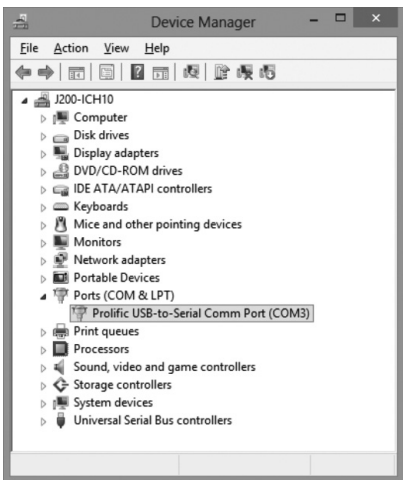 Device Manager
File Action View Help
J200-ICH10
Computer
Disk drives
Display adapters
DVD/CD-ROM drives
IDE ATA/ATAPI controllers
Keyboards
Mice and other pointing devices
Monitors
Network adapters
Portable Devices
Ports (COM & LPT)
Prolific USB-to-Serial Comm Port (COM3)
Print queues
Processors
Sound, video and game controllers
Storage controllers
System devices
Universal Serial Bus controllers